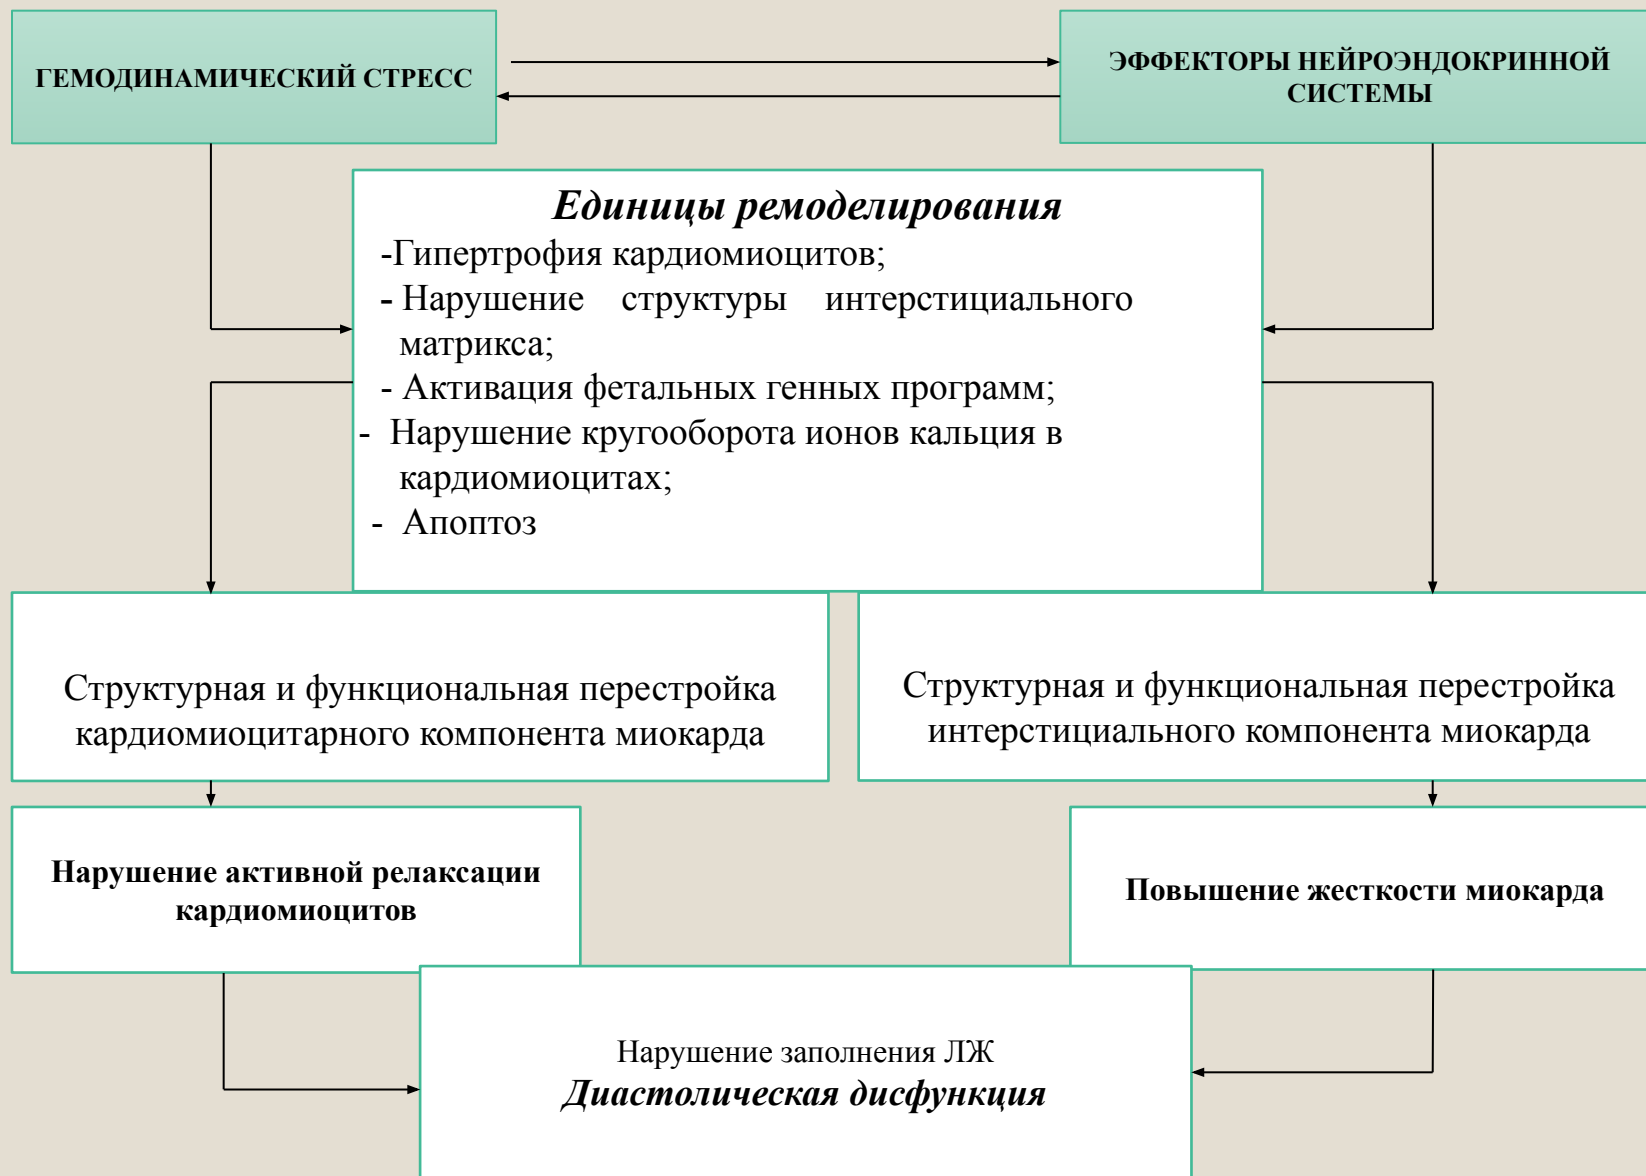 ГЕМОДИНАМИЧЕСКИЙ СТРЕСС
ЭФФЕКТОРЫ НЕЙРОЭНДОКРИННОЙ
СИСТЕМЫ
Единицы ремоделирования
-Гипертрофия кардиомиоцитов;
- Нарушение структуры интерстициального
матрикса;
- Активация фетальных генных программ;
- Нарушение кругооборота ионов кальция в
кардиомиоцитах;
- Апоптоз
Структурная и функциональная перестройка
кардиомиоцитарного компонента миокарда
Структурная и функциональная перестройка
интерстициального компонента миокарда
Нарушение активной релаксации
кардиомиоцитов
Повышение жесткости миокарда
Нарушение заполнения ЛЖ
Диастолическая дисфункция